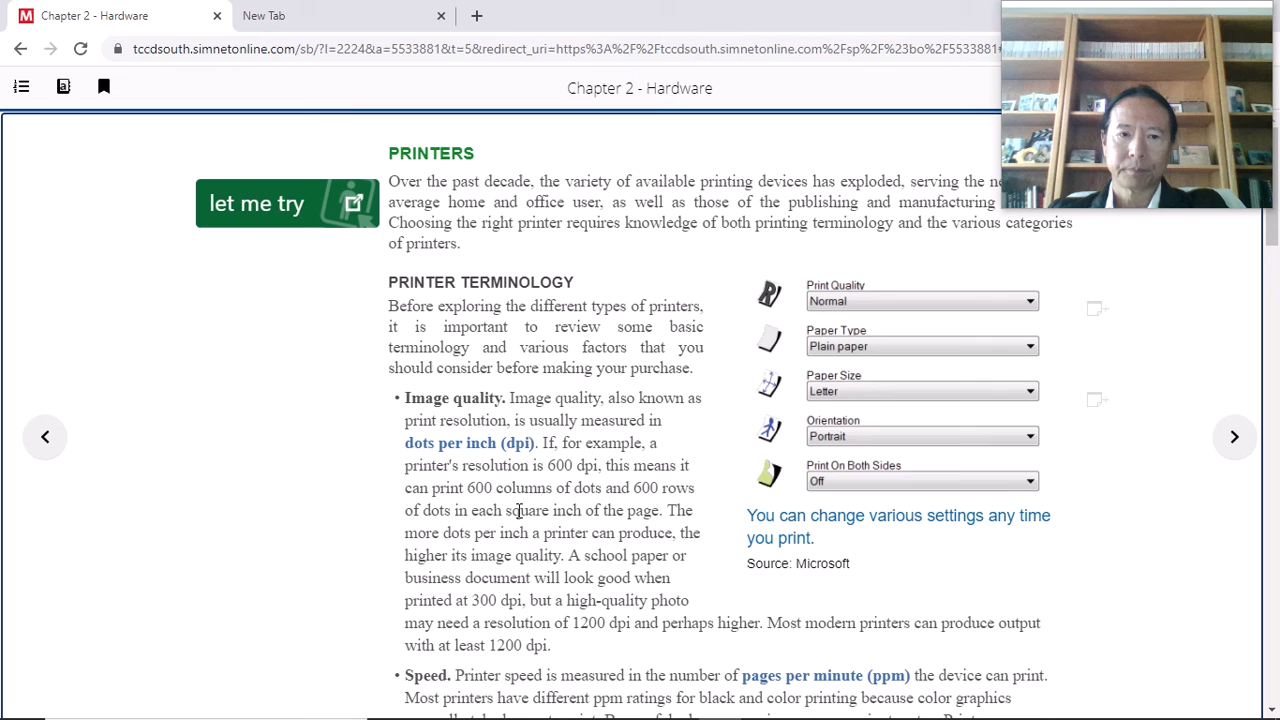 Chapter 2 - Hardware
New Tab
tccdsouth.simnetonline.com/sb/?l=2224&a=5533881&t=5&redirect_uri=https%3A%2F%2Ftccdsouth.simnetonline.com%2Fsp%2F%23bo%2F5533881
Chapter 2 - Hardware
PRINTERS
let me try
Over the past decade, the variety of available printing devices has exploded, serving the
average home and office user, as well as those of the publishing and manufacturing
Choosing the right printer requires knowledge of both printing terminology and the various categories
of printers.
PRINTER TERMINOLOGY
Before exploring the different types of printers,
it is important to review some basic
terminology and various factors that you
should consider before making your purchase.
• Image quality. Image quality, also known as
print resolution, is usually measured in
dots per inch (dpi). If, for example, a
printer's resolution is 600 dpi, this means it
can print 600 columns of dots and 600 rows
of dots in each square inch of the page. The
more dots per inch a printer can produce, the
higher its image quality. A school paper or
business document will look good when
printed at 300 dpi, but a high-quality photo
may need a resolution of 1200 dpi and perhaps higher. Most modern printers can produce output
with at least 1200 dpi.
Print Quality
Normal
Paper Type
Plain paper
Paper Size
Letter
Orientation
Portrait
Print On Both Sides
Off
You can change various settings any time
you print.
Source: Microsoft
• Speed. Printer speed is measured in the number of pages per minute (ppm) the device can print.
Most printers have different ppm ratings for black and color printing because color graphics